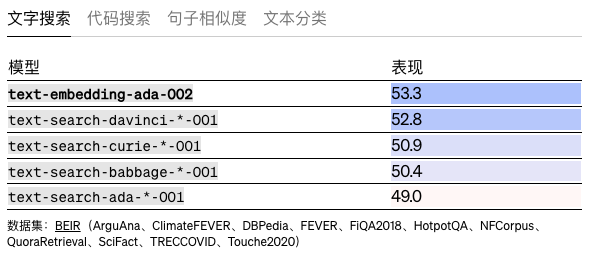 文字搜索 代码搜索 句子相似度 文本分类
模型 表现
text-embedding-ada-002 53.3
text-search-davinci-*-001 52.8
text-search-curie-*-001 50.9
text-search-babbage-*-001 50.4
text-search-ada-*-001 49.0
数据集：BEIR（ArguAna、ClimateFEVER、DBPedia、FEVER、FiQA2018、HotpotQA、NFCorpus、
QuoraRetrieval、SciFact、TRECCOVID、Touche2020）